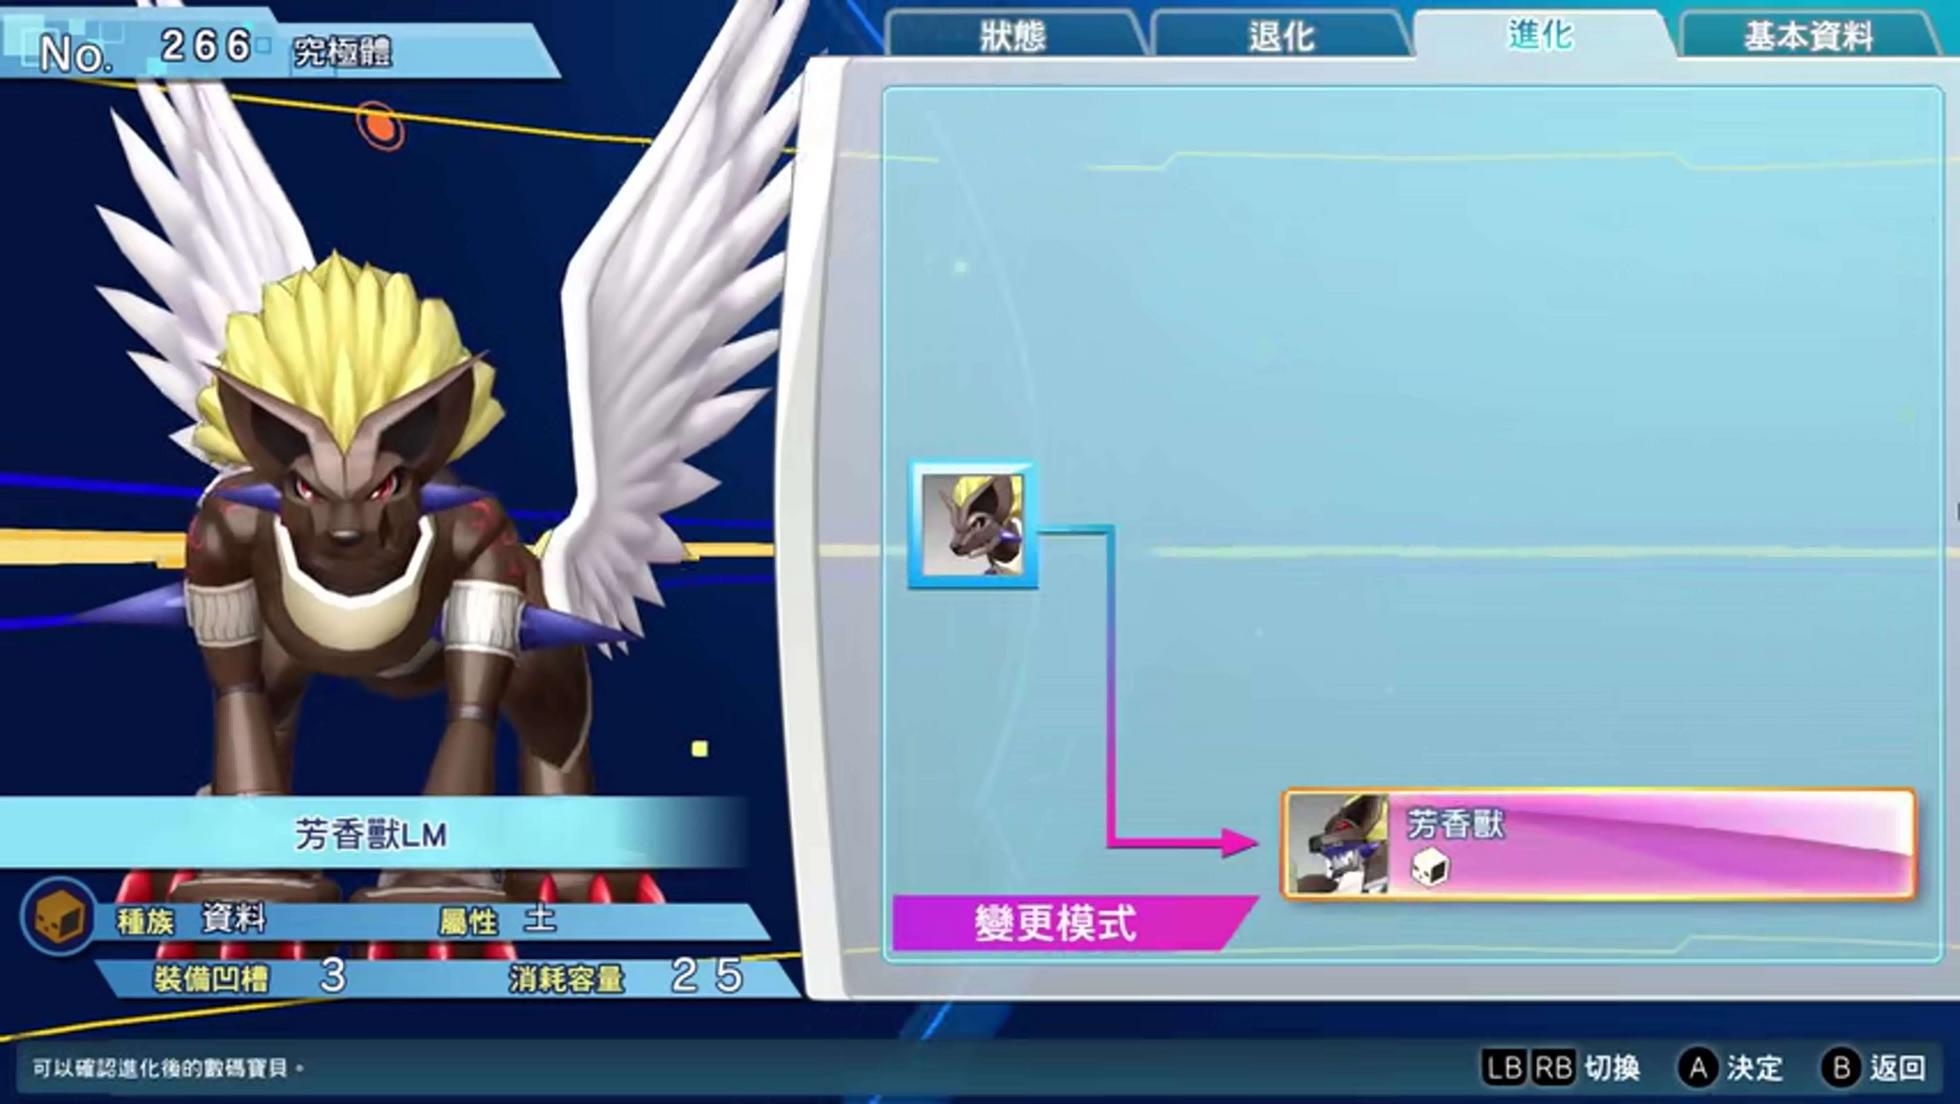 No. 266 究極體
狀態
退化
進化
基本資料
芳香獸LM
種族 資料
屬性 土
裝備凹槽 3
消耗容量 25
芳香獸
變更模式
可以確認進化後的數碼寶貝。
LB RB 切換
A 決定
B 返回